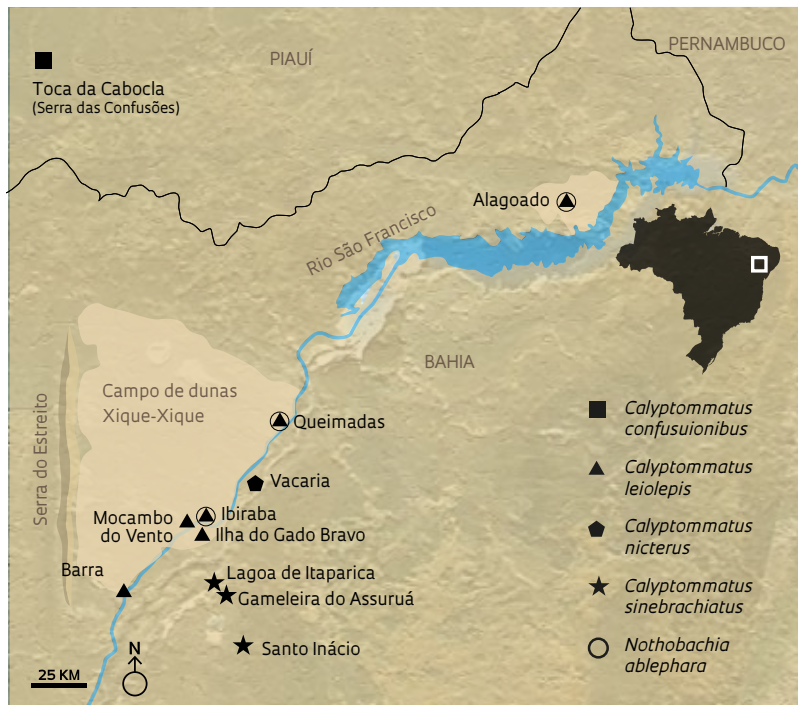 PIAUÍ
PERNAMBUCO
Toca da Cabocla
(Serra das Confusões)
Alagoado
Rio São Francisco
BAHIA
Campo de dunas
Xique-Xique
Serra do Estreito
Queimadas
Vacaria
Ibiraba
Mocambo
do Vento
Ilha do Gado Bravo
Barra
Lagoa de Itaparica
Gameleira do Assuruá
Santo Inácio
N
25 KM
Calyptommatus
confusuionibus
Calyptommatus
leiolepis
Calyptommatus
nicterus
Calyptommatus
sinebrachiatus
Nothobachia
ablephara